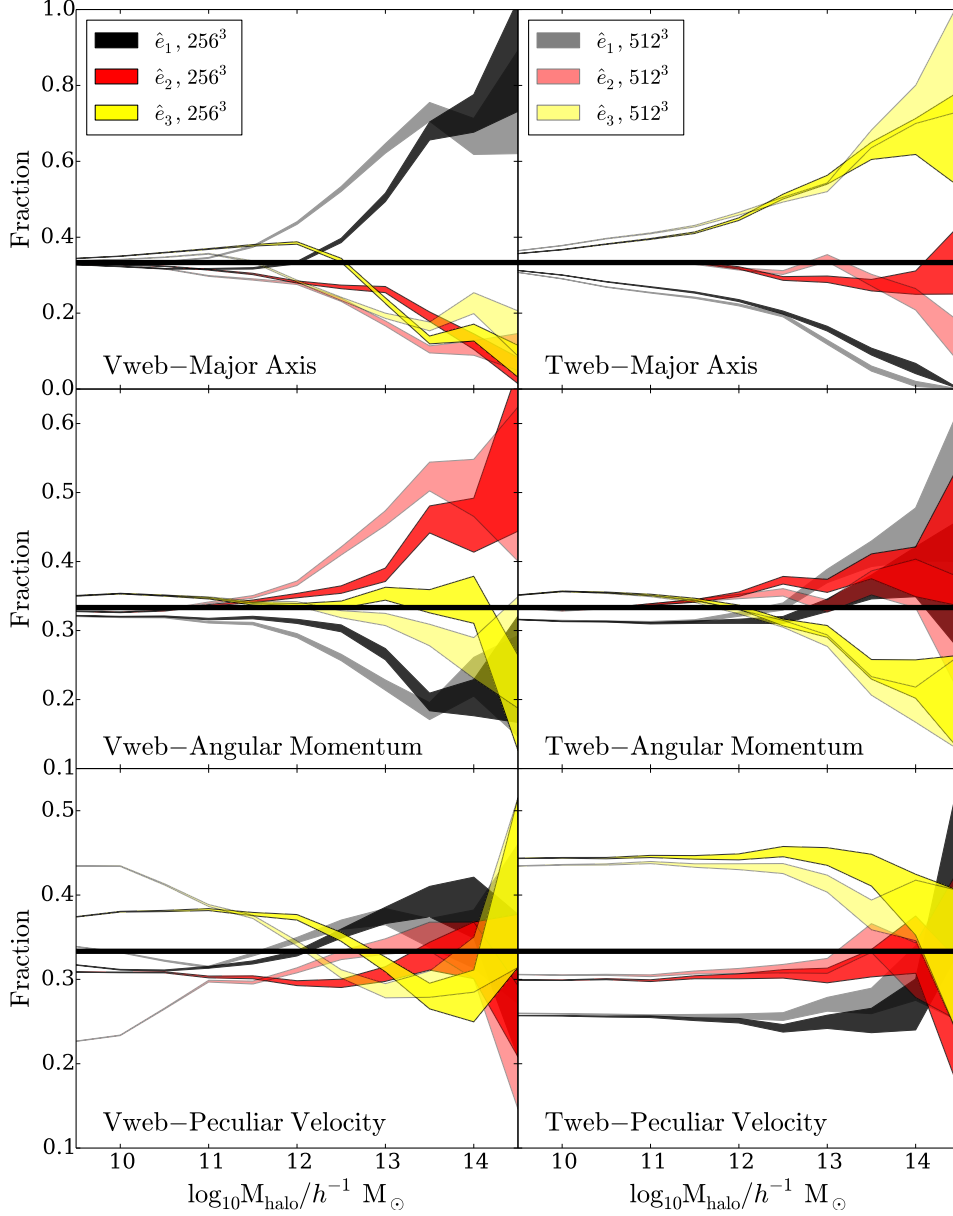 1.0
0.8
0.6
0.4
0.2
0.0
Fraction
ê₁, 256³
ê₂, 256³
ê₃, 256³
Vweb−Major Axis
ê₁, 512³
ê₂, 512³
ê₃, 512³
Tweb−Major Axis
0.6
0.5
0.4
0.3
0.2
0.1
Fraction
Vweb−Angular Momentum
Tweb−Angular Momentum
0.5
0.4
0.3
0.2
0.1
Fraction
Vweb−Peculiar Velocity
Tweb−Peculiar Velocity
10 11 12 13 14
10 11 12 13 14
log₁₀M_halo/h⁻¹ M_⊙
log₁₀M_halo/h⁻¹ M_⊙